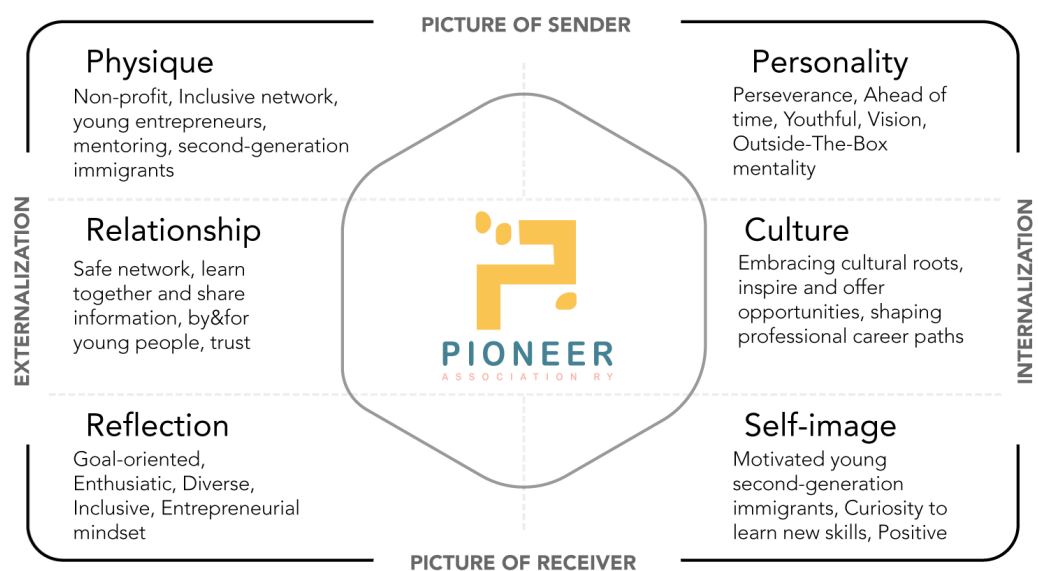 PICTURE OF SENDER
Physique
Non-profit, Inclusive network,
young entrepreneurs,
mentoring, second-generation
immigrants
Personality
Perseverance, Ahead of
time, Youthful, Vision,
Outside-The-Box
mentality
EXTERNALIZATION
Relationship
Safe network, learn
together and share
information, by&for
young people, trust
PIONEER
ASSOCIATION RY
Culture
Embracing cultural roots,
inspire and offer
opportunities, shaping
professional career paths
INTERNALIZATION
Reflection
Goal-oriented,
Enthusiatic, Diverse,
Inclusive, Entrepreneurial
mindset
Self-image
Motivated young
second-generation
immigrants, Curiosity to
learn new skills, Positive
PICTURE OF RECEIVER